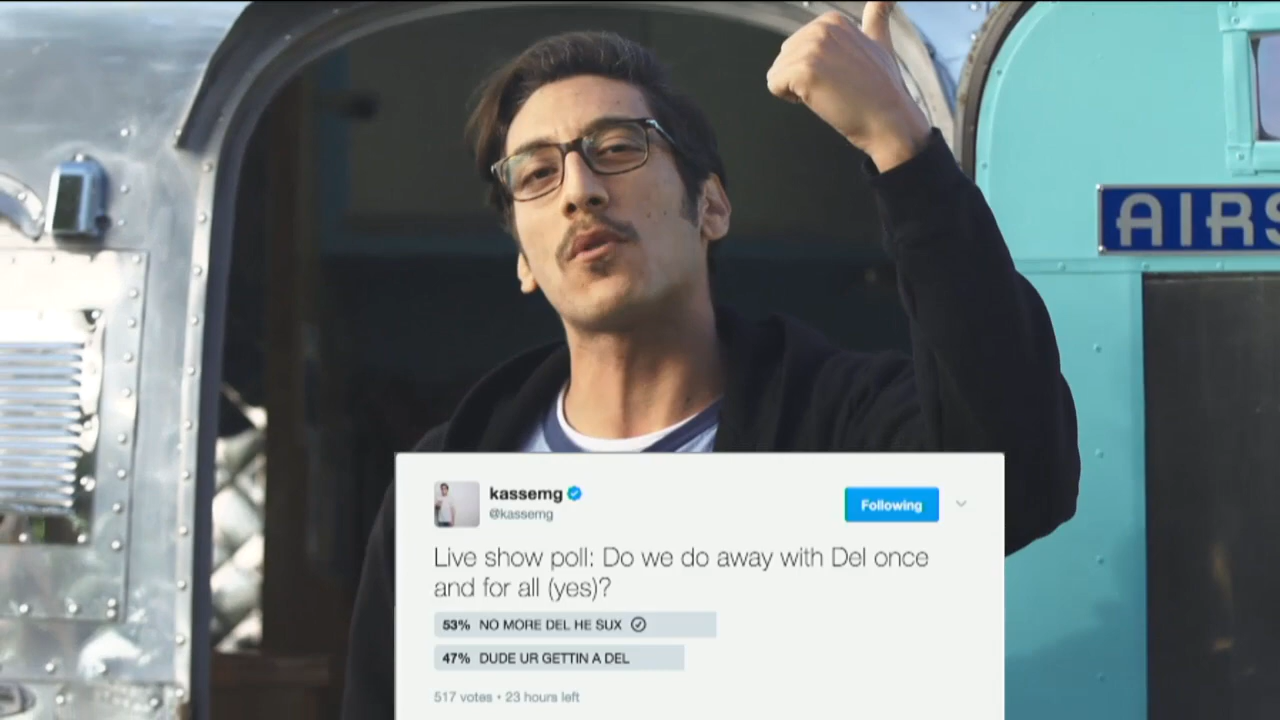 AIRS
kassemg
@kassemg
Following
Live show poll: Do we do away with Del once
and for all (yes)?
53% NO MORE DEL HE SUX
47% DUDE UR GETTIN A DEL
517 votes • 23 hours left